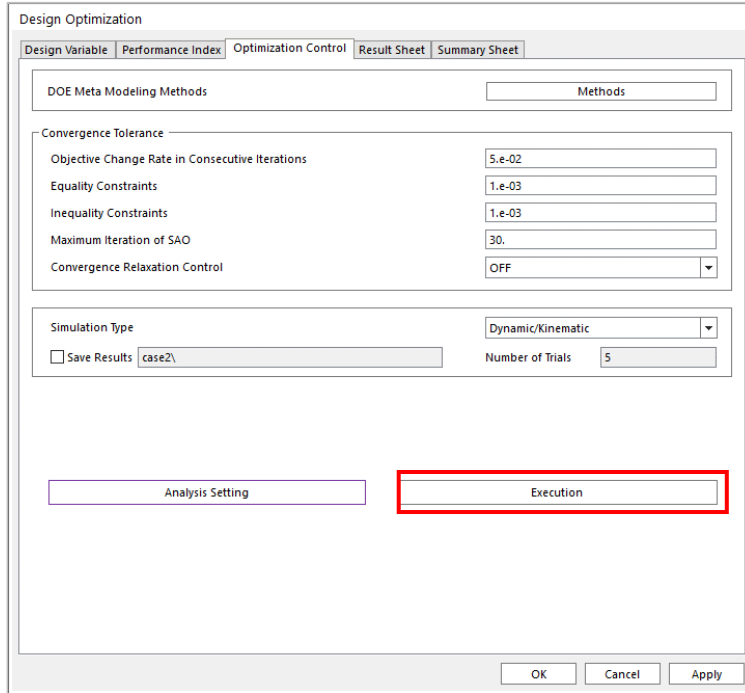 Design Optimization
Design Variable Performance Index Optimization Control Result Sheet Summary Sheet
DOE Meta Modeling Methods Methods
Convergence Tolerance
Objective Change Rate in Consecutive Iterations 5.e-02
Equality Constraints 1.e-03
Inequality Constraints 1.e-03
Maximum Iteration of SAO 30.
Convergence Relaxation Control OFF
Simulation Type Dynamic/Kinematic
Save Results case2\ Number of Trials 5
Analysis Setting Execution
OK Cancel Apply